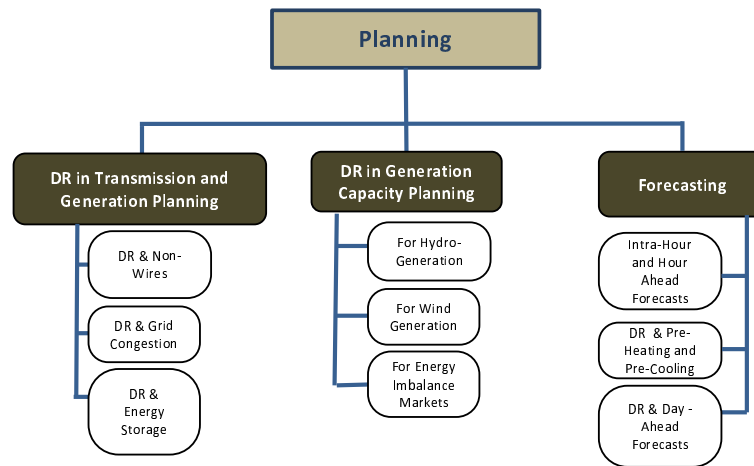 Planning
DR in Transmission and
Generation Planning
DR & Non-
Wires
DR & Grid
Congestion
DR &
Energy
Storage
DR in Generation
Capacity Planning
For Hydro-
Generation
For Wind
Generation
For Energy
Imbalance
Markets
Forecasting
Intra-Hour
and Hour
Ahead
Forecasts
DR & Pre-
Heating and
Pre-Cooling
DR & Day -
Ahead
Forecasts